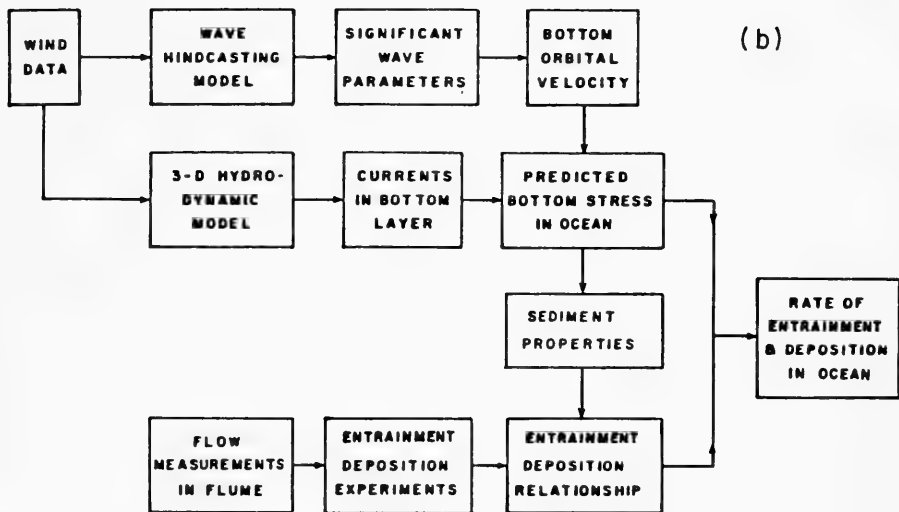 (b)
WIND
DATA
WAVE
HINDCASTING
MODEL
SIGNIFICANT
WAVE
PARAMETERS
BOTTOM
ORBITAL
VELOCITY
3-D HYDRO-
DYNAMIC
MODEL
CURRENTS
IN BOTTOM
LAYER
PREDICTED
BOTTOM STRESS
IN OCEAN
SEDIMENT
PROPERTIES
RATE OF
ENTRAINMENT
& DEPOSITION
IN OCEAN
FLOW
MEASUREMENTS
IN FLUME
ENTRAINMENT
DEPOSITION
EXPERIMENTS
ENTRAINMENT
DEPOSITION
RELATIONSHIP